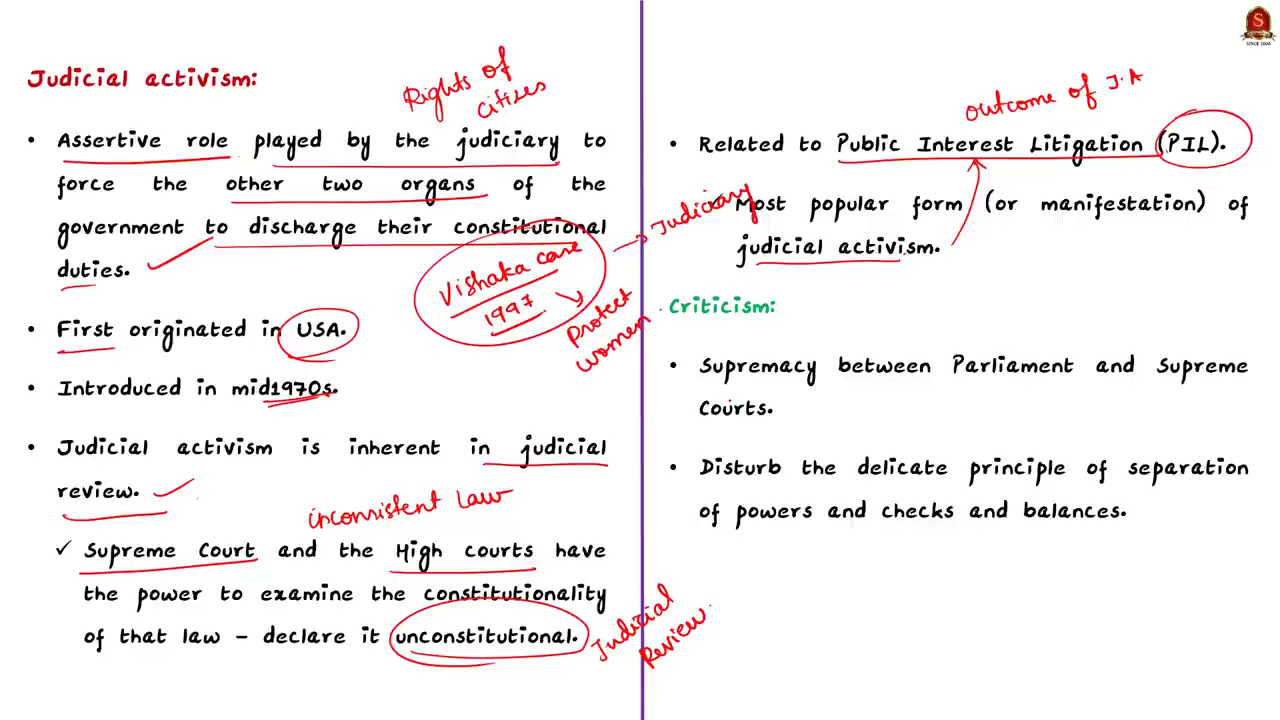 Judicial activism:
Rights of
citizes
• Assertive role played by the judiciary to
force the other two organs of the
government to discharge their constitutional
duties.
Vishaka case
1997
→ Judiciary
Protect
women
• First originated in USA.
• Introduced in mid1970s.
• Judicial activism is inherent in judicial
review.
inconsistent law
✓ Supreme Court and the High courts have
the power to examine the constitutionality
of that law – declare it unconstitutional.
Judicial
Review
S
SINCE 2004
outcome of J.A
• Related to Public Interest Litigation (PIL).
✓ Most popular form (or manifestation) of
judicial activism.
Criticism:
• Supremacy between Parliament and Supreme
Courts.
• Disturb the delicate principle of separation
of powers and checks and balances.